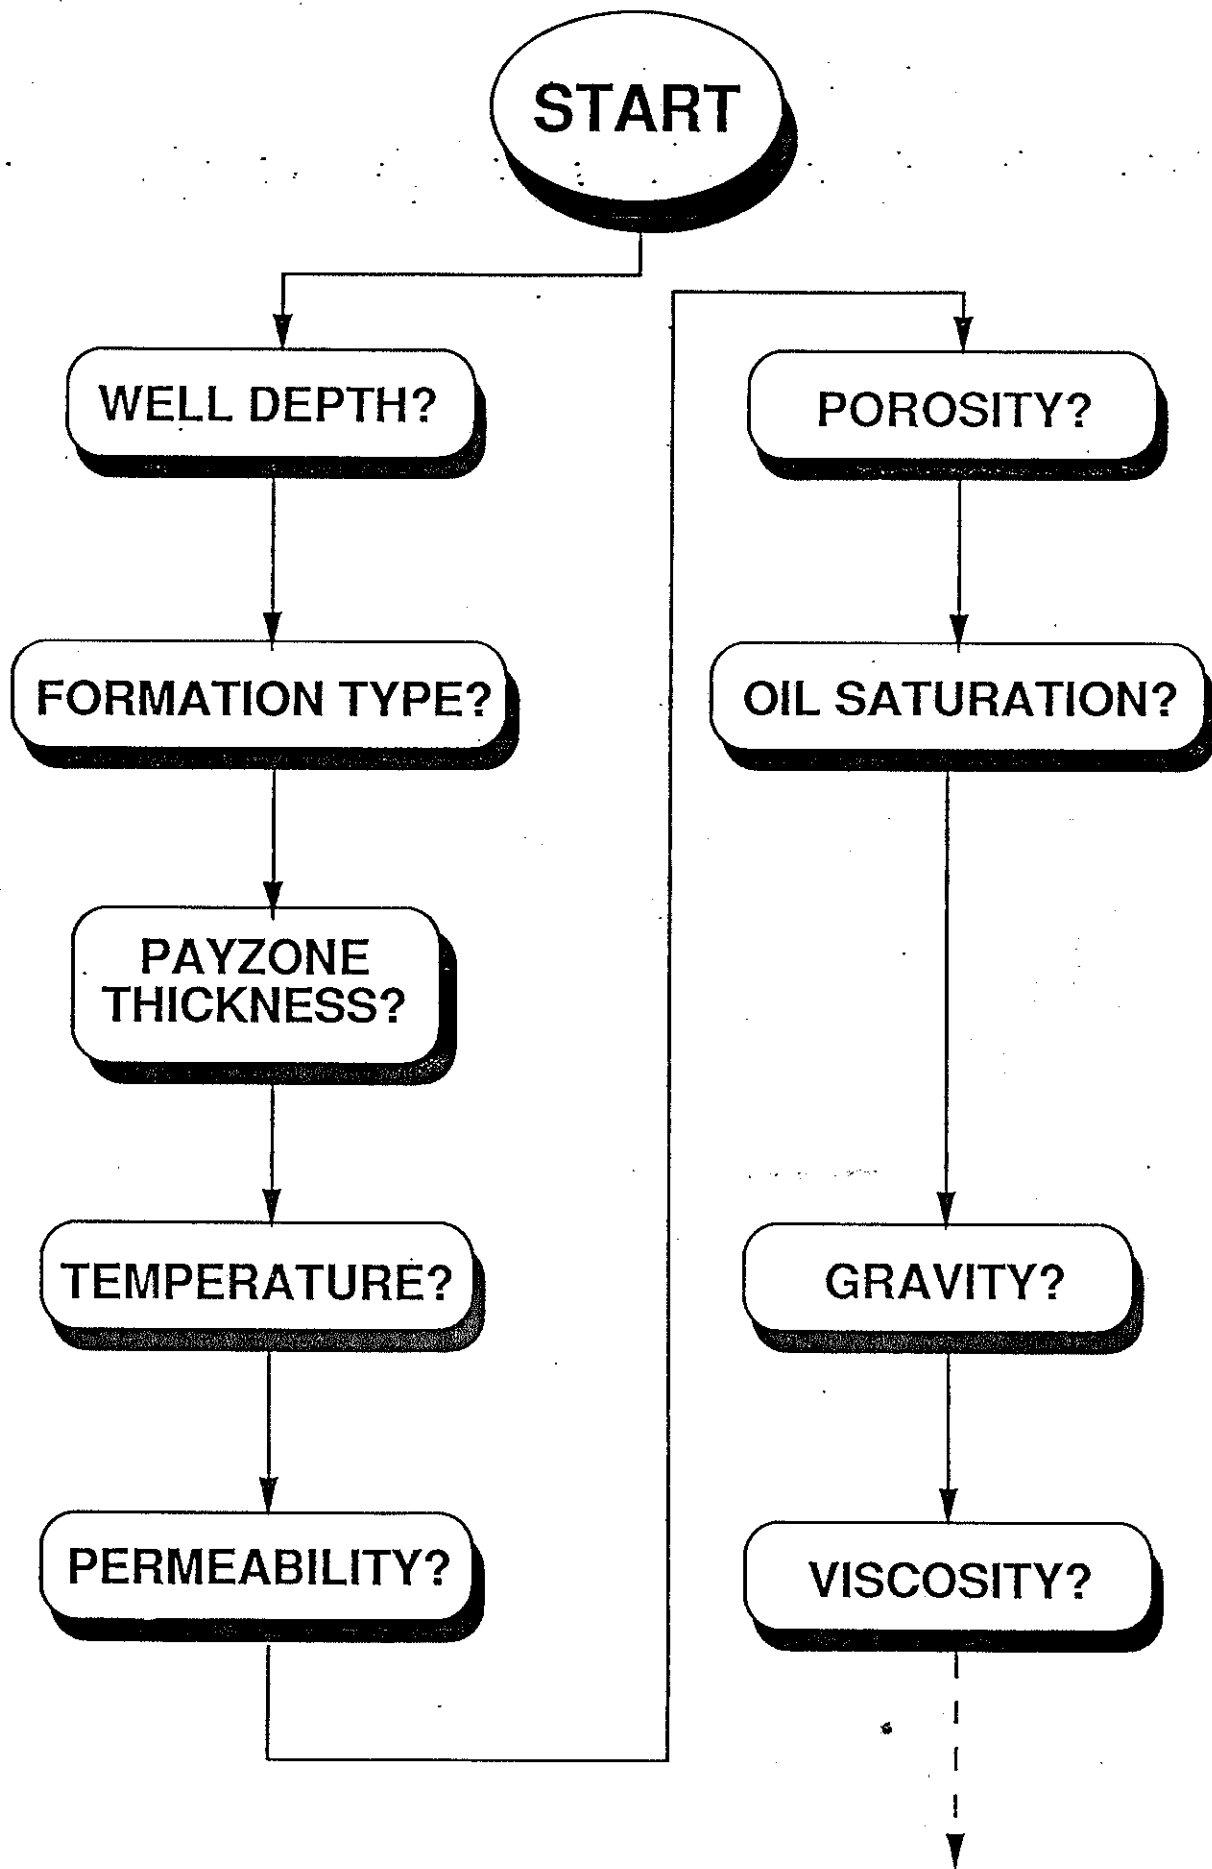 START
WELL DEPTH?
FORMATION TYPE?
PAYZONE
THICKNESS?
TEMPERATURE?
PERMEABILITY?
POROSITY?
OIL SATURATION?
GRAVITY?
VISCOSITY?